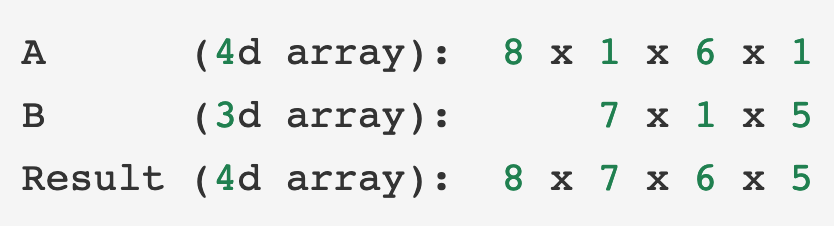 A      (4d array):  8 x 1 x 6 x 1
B      (3d array):      7 x 1 x 5
Result (4d array):  8 x 7 x 6 x 5